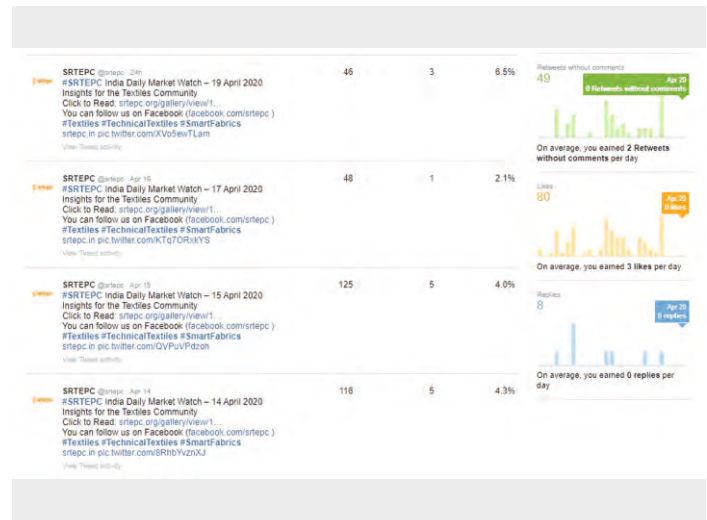 SRTEPC @srtepc · 24h
#SRTEPC India Daily Market Watch – 19 April 2020
Insights for the Textiles Community
Click to Read: srtepc.org/gallery/view/1…
You can follow us on Facebook (facebook.com/srtepc )
#Textiles #TechnicalTextiles #SmartFabrics
srtepc.in pic.twitter.com/XVo5ewTLam
View Tweet activity
46 3 6.5%
SRTEPC @srtepc · Apr 18
#SRTEPC India Daily Market Watch – 17 April 2020
Insights for the Textiles Community
Click to Read: srtepc.org/gallery/view/1…
You can follow us on Facebook (facebook.com/srtepc )
#Textiles #TechnicalTextiles #SmartFabrics
srtepc.in pic.twitter.com/KTq7ORxkYS
View Tweet activity
48 1 2.1%
SRTEPC @srtepc · Apr 15
#SRTEPC India Daily Market Watch – 15 April 2020
Insights for the Textiles Community
Click to Read: srtepc.org/gallery/view/1…
You can follow us on Facebook (facebook.com/srtepc )
#Textiles #TechnicalTextiles #SmartFabrics
srtepc.in pic.twitter.com/QVPuVPdzoh
View Tweet activity
125 5 4.0%
SRTEPC @srtepc · Apr 14
#SRTEPC India Daily Market Watch – 14 April 2020
Insights for the Textiles Community
Click to Read: srtepc.org/gallery/view/1…
You can follow us on Facebook (facebook.com/srtepc )
#Textiles #TechnicalTextiles #SmartFabrics
srtepc.in pic.twitter.com/8RhbYvznXJ
View Tweet activity
116 5 4.3%
Retweets without comments
49
Apr 20
0 Retweets without comments
On average, you earned 2 Retweets
without comments per day
Likes
80
Apr 20
0 likes
On average, you earned 3 likes per day
Replies
8
Apr 20
0 replies
On average, you earned 0 replies per
day